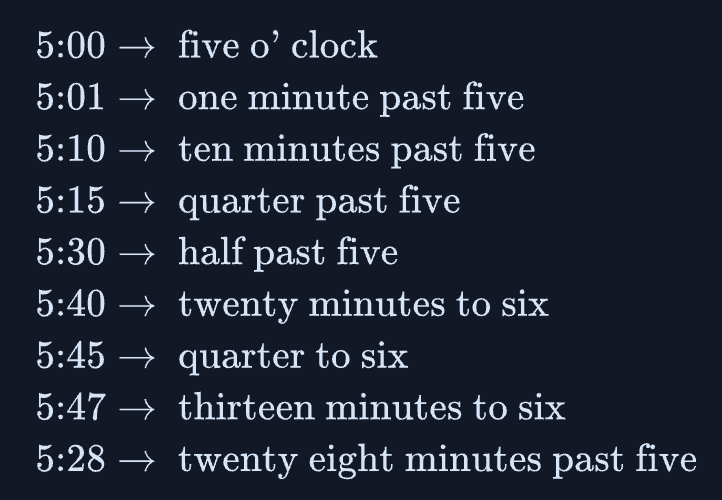 5:00 → five o’ clock
5:01 → one minute past five
5:10 → ten minutes past five
5:15 → quarter past five
5:30 → half past five
5:40 → twenty minutes to six
5:45 → quarter to six
5:47 → thirteen minutes to six
5:28 → twenty eight minutes past five